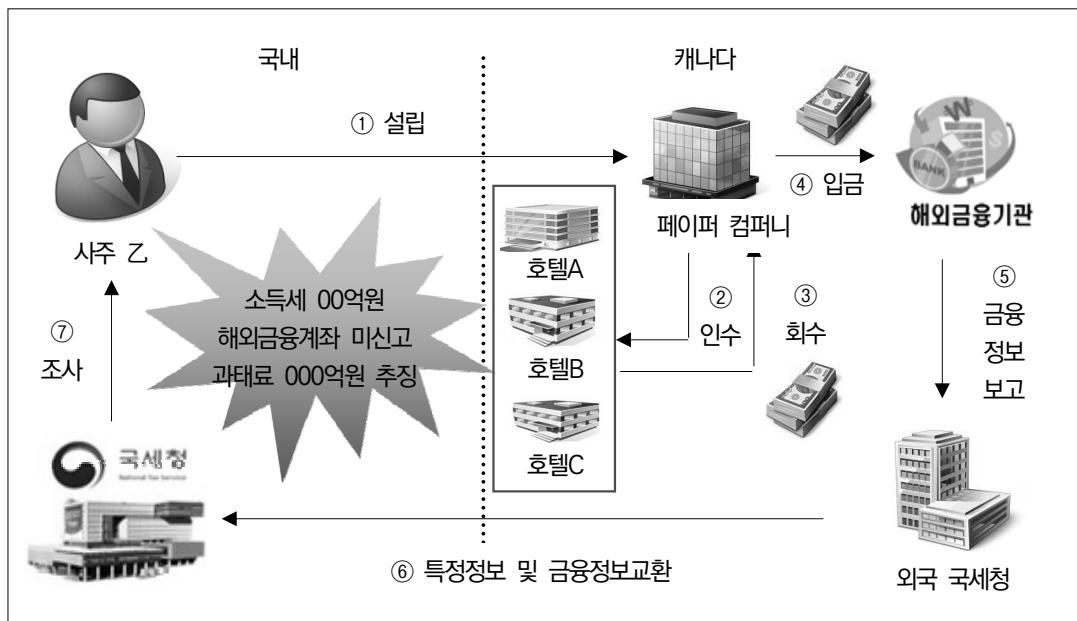 국내
캐나다
① 설립
④ 입금
BANK
해외금융기관
페이퍼 컴퍼니
사주 乙
호텔A
② 인수
③ 회수
⑤ 금융
정보
보고
소득세 00억원
해외금융계좌 미신고
과태료 000억원 추징
⑦ 조사
호텔B
호텔C
국세청
National Tax Service
외국 국세청
⑥ 특정정보 및 금융정보교환